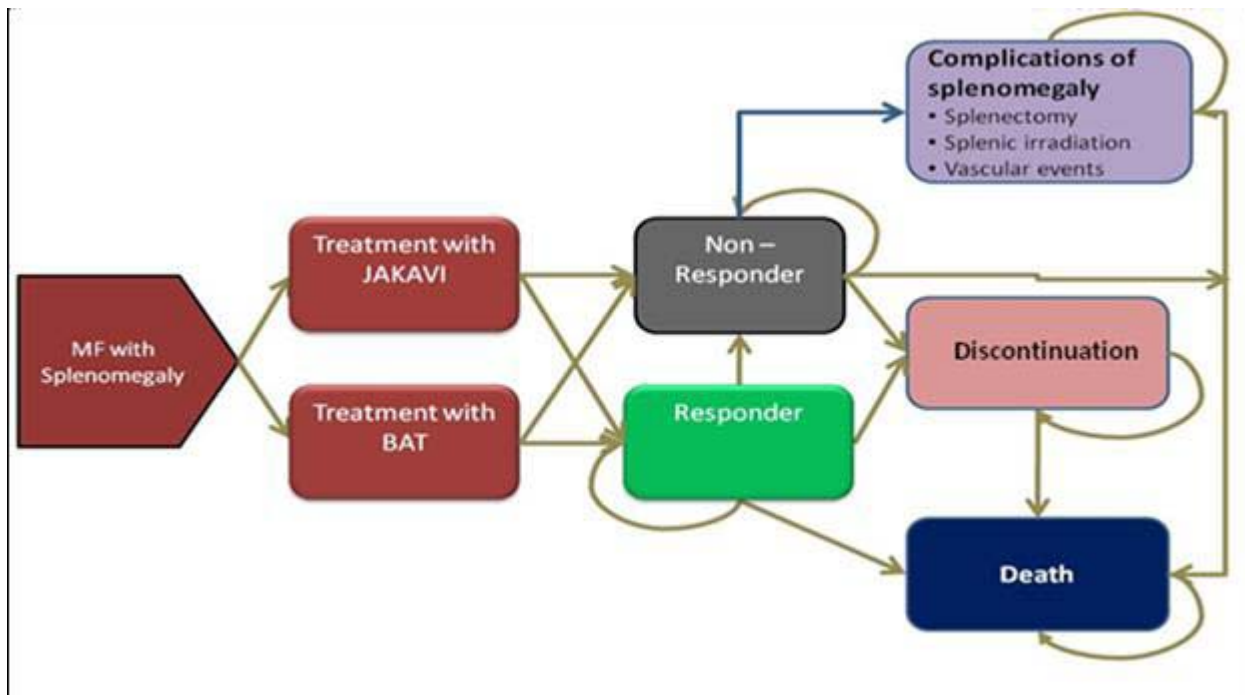 Complications of
splenomegaly
• Splenectomy
• Splenic irradiation
• Vascular events
Treatment with
JAKAVI
Non –
Responder
MF with
Splenomegaly
Discontinuation
Treatment with
BAT
Responder
Death